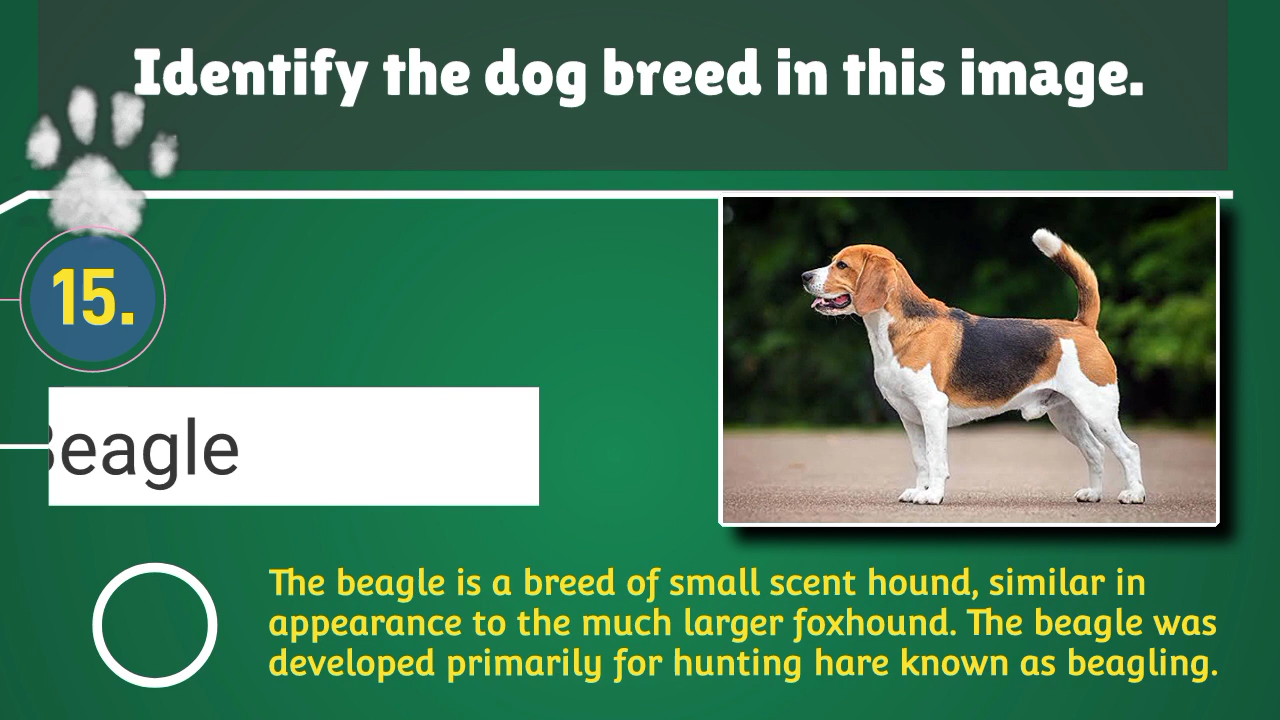 Identify the dog breed in this image.
15.
Beagle
The beagle is a breed of small scent hound, similar in
appearance to the much larger foxhound. The beagle was
developed primarily for hunting hare known as beagling.